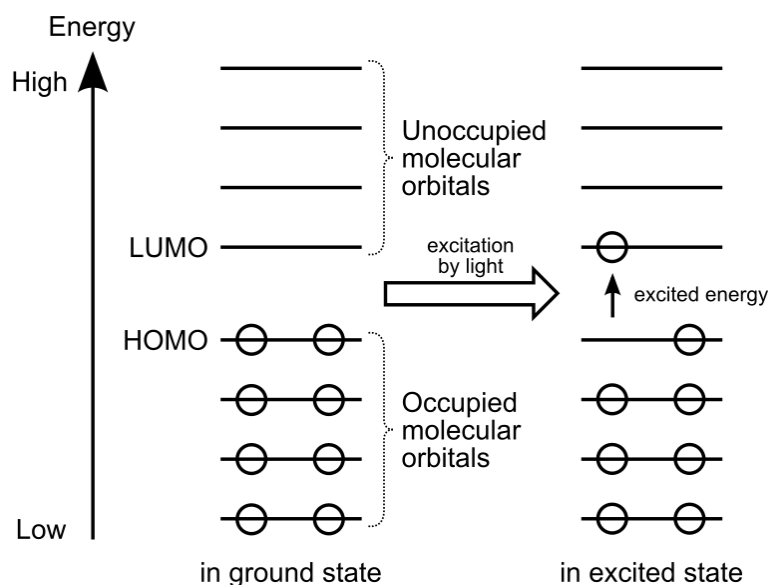 Energy
High
Unoccupied
molecular
orbitals
LUMO
excitation
by light
excited energy
HOMO
Occupied
molecular
orbitals
Low
in ground state
in excited state